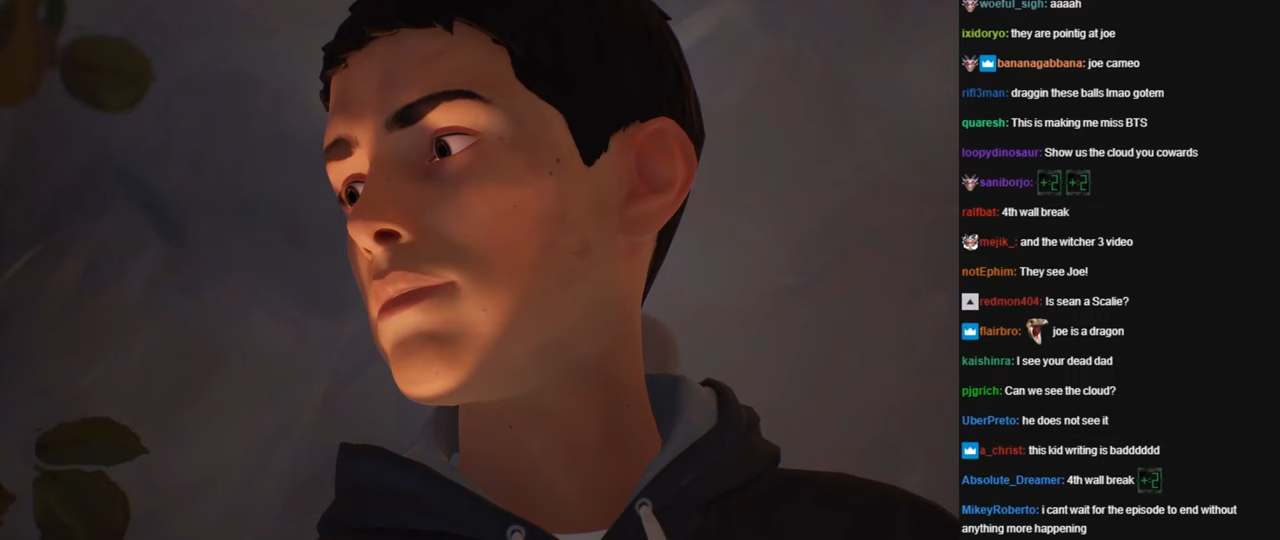 woeful_sigh: aaaah
ixidoryo: they are pointig at joe
bananagabbana: joe cameo
rifl3man: draggin these balls lmao gotem
quaresh: This is making me miss BTS
loopydinosaur: Show us the cloud you cowards
saniborjo: +2 +2
ralfbat: 4th wall break
mejik_: and the witcher 3 video
notEphim: They see Joe!
redmon404: Is sean a Scalie?
flairbro: joe is a dragon
kaishinra: I see your dead dad
pjgrich: Can we see the cloud?
UberPreto: he does not see it
a_christ: this kid writing is badddddd
Absolute_Dreamer: 4th wall break +2
MikeyRoberto: i cant wait for the episode to end without
anything more happening